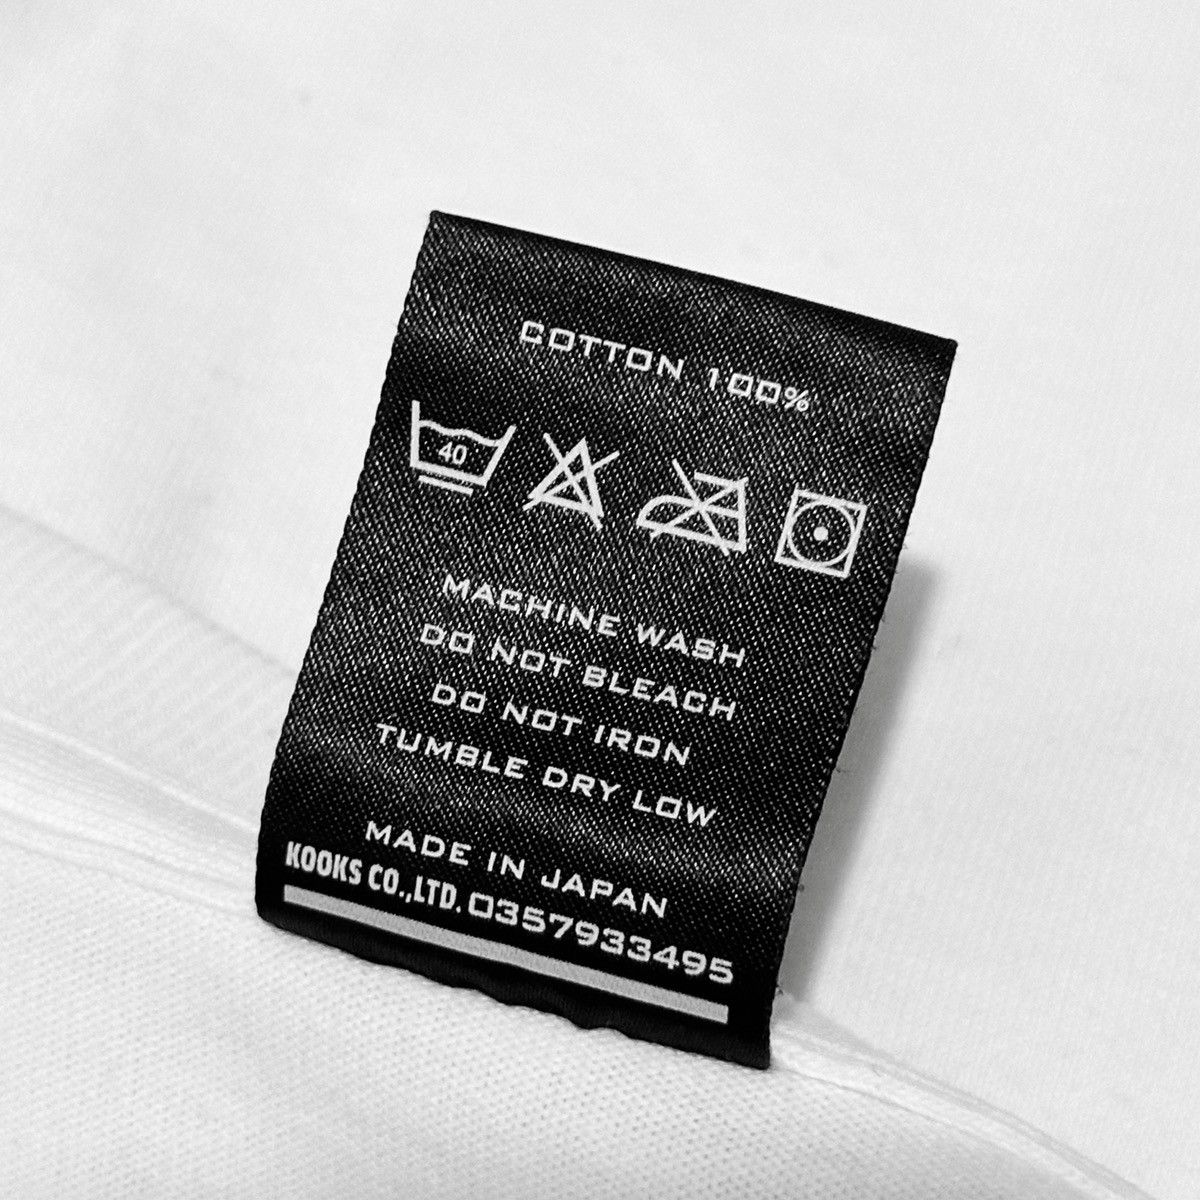 COTTON 100%
40
MACHINE WASH
DO NOT BLEACH
DO NOT IRON
TUMBLE DRY LOW
MADE IN JAPAN
KOOKS CO.,LTD. 0357933495